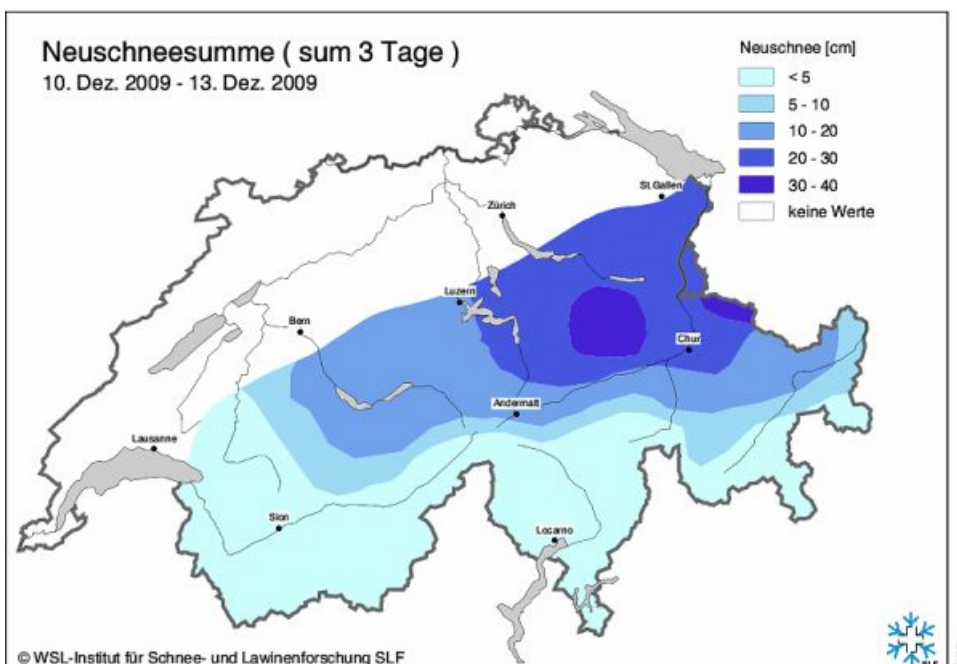 Neuschneesumme ( sum 3 Tage )
10. Dez. 2009 - 13. Dez. 2009
Neuschnee [cm]
< 5
5 - 10
10 - 20
20 - 30
30 - 40
keine Werte
St.Gallen
Zürich
Luzern
Bern
Chur
Andermatt
Lausanne
Sion
Locarno
© WSL-Institut für Schnee- und Lawinenforschung SLF
SLF